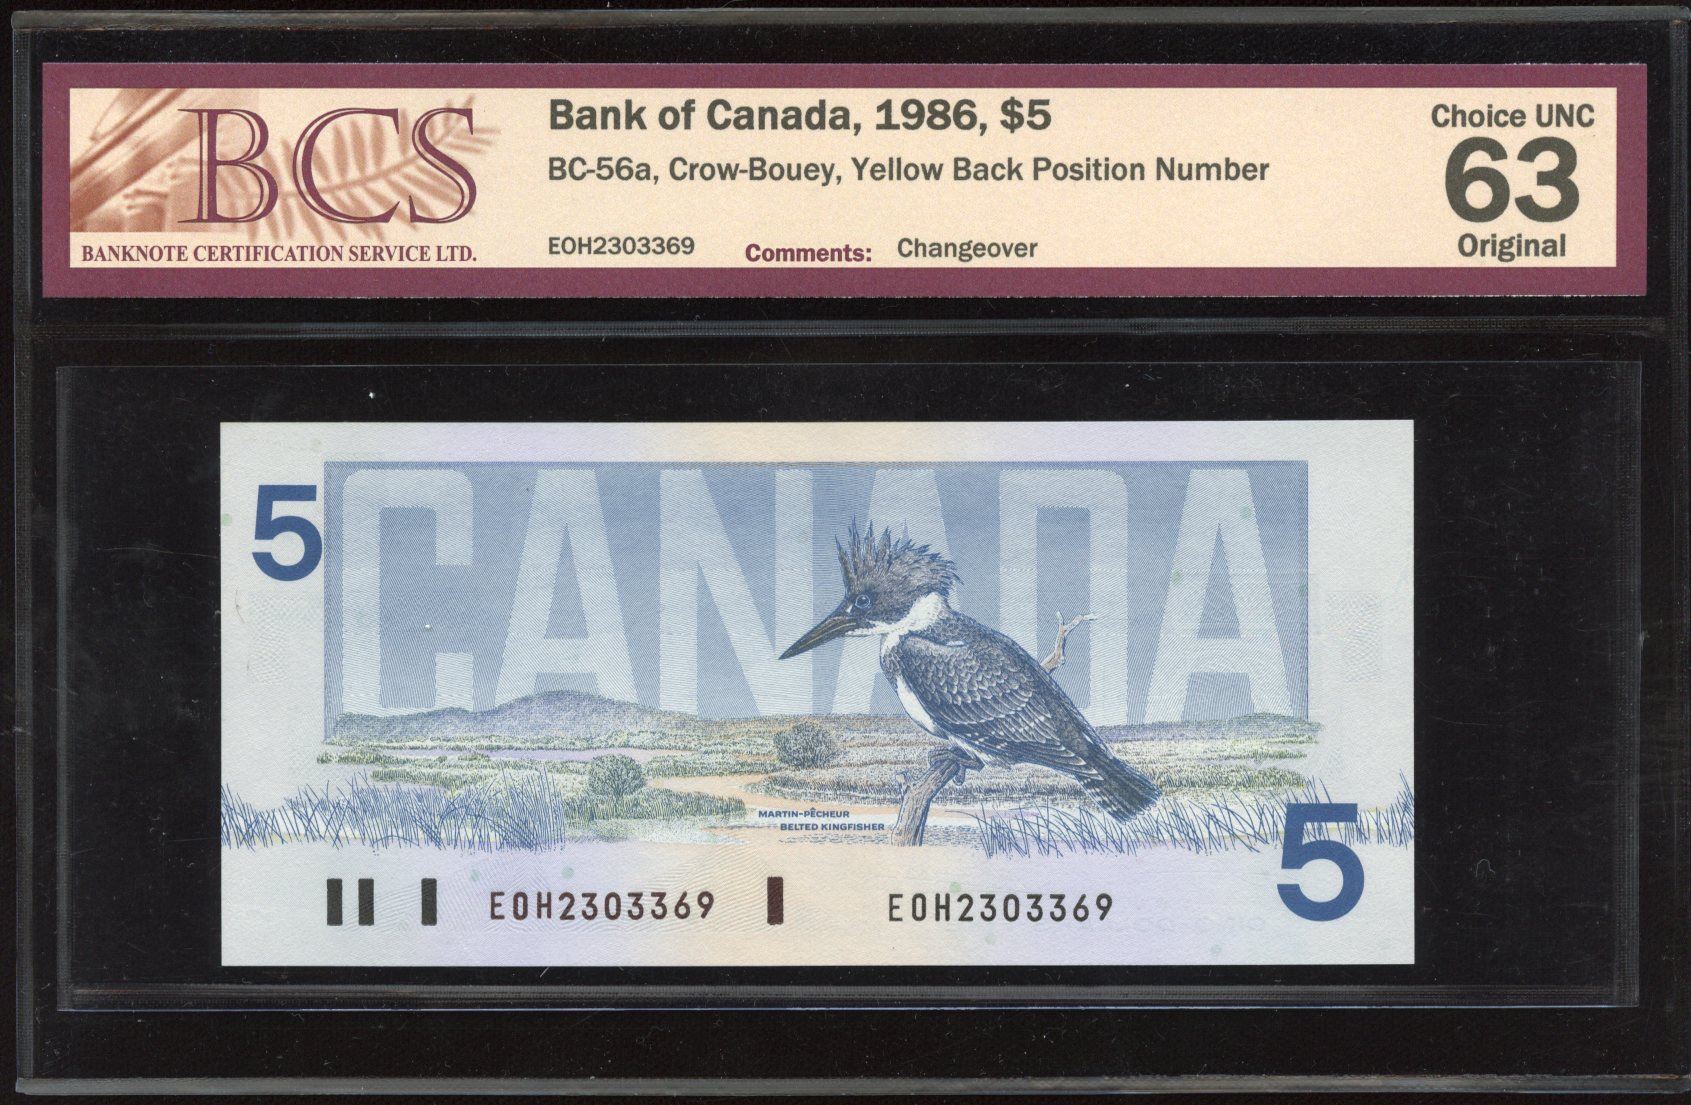 BCS
BANKNOTE CERTIFICATION SERVICE LTD.
Bank of Canada, 1986, $5
BC-56a, Crow-Bouey, Yellow Back Position Number
EOH2303369 Comments: Changeover
Choice UNC
63
Original
5
CANADA
MARTIN-PÊCHEUR
BELTED KINGFISHER
5
EOH2303369 EOH2303369